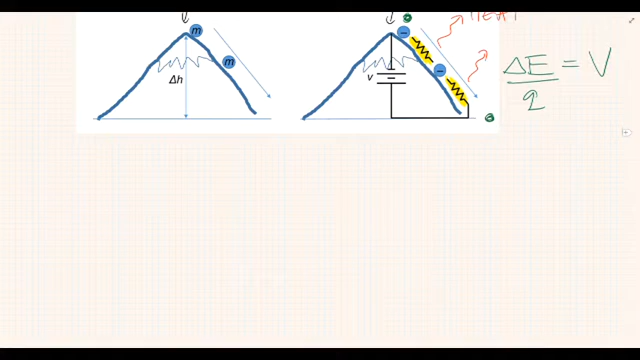 m
m
Δh
HEAT
-
-
v
ΔE/q = V